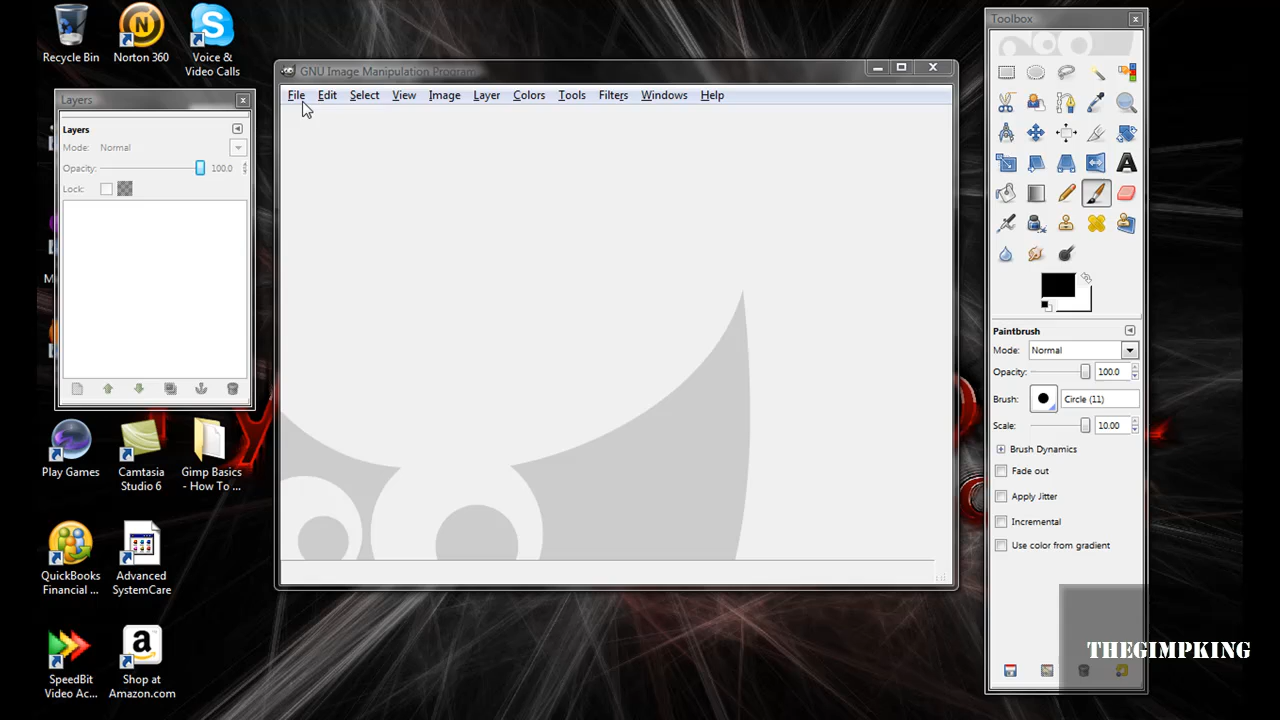 Recycle Bin
Norton 360
Voice &
Video Calls
Layers
Layers
Mode: Normal
Opacity: 100.0
Lock:
Play Games
Camtasia
Studio 6
Gimp Basics
- How To ...
QuickBooks
Financial ...
Advanced
SystemCare
SpeedBit
Video Ac...
Shop at
Amazon.com
GNU Image Manipulation Program
File Edit Select View Image Layer Colors Tools Filters Windows Help
Toolbox
Paintbrush
Mode: Normal
Opacity: 100.0
Brush: Circle (11)
Scale: 10.00
Brush Dynamics
Fade out
Apply Jitter
Incremental
Use color from gradient
THEGIMPKING